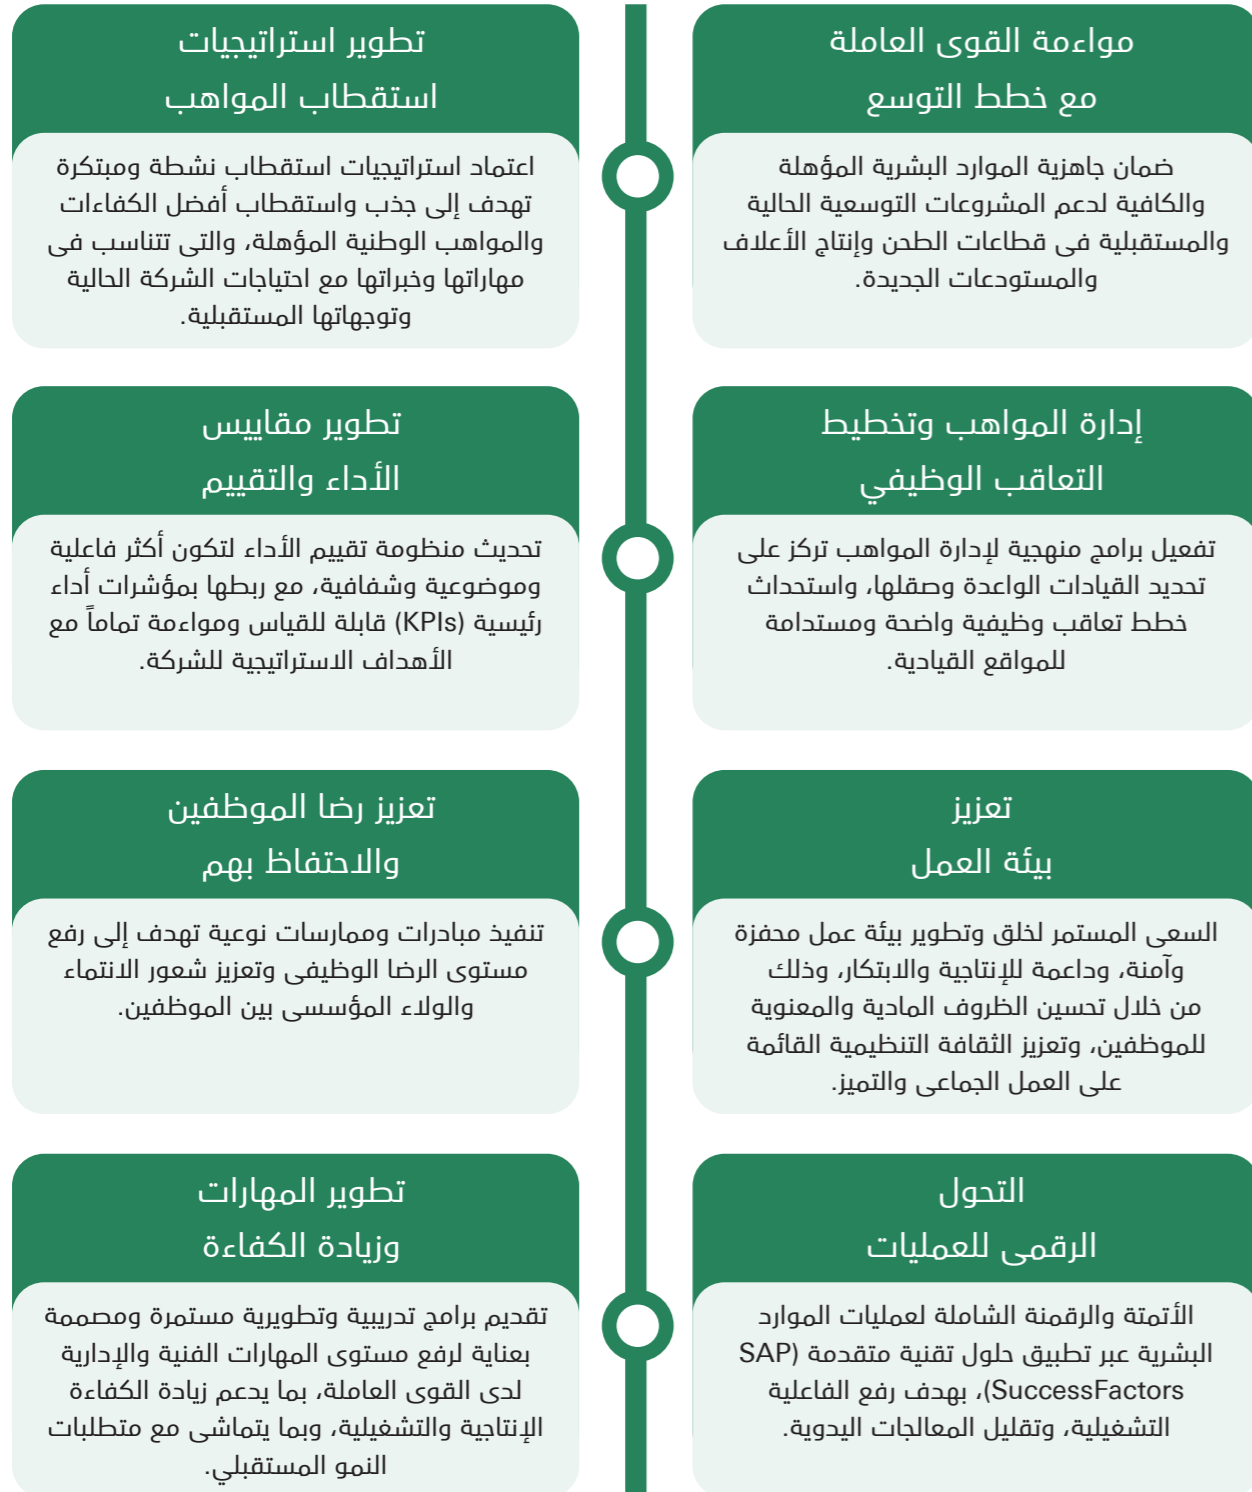 مواءمة القوى العاملة
مع خطط التوسع
ضمان جاهزية الموارد البشرية المؤهلة
والكافية لدعم المشروعات التوسعية الحالية
والمستقبلية فى قطاعات الطحن وإنتاج الأعلاف
والمستودعات الجديدة.
تطوير استراتيجيات
استقطاب المواهب
اعتماد استراتيجيات استقطاب نشطة ومبتكرة
تهدف إلى جذب واستقطاب أفضل الكفاءات
والمواهب الوطنية المؤهلة، والتى تتناسب فى
مهاراتها وخبراتها مع احتياجات الشركة الحالية
وتوجهاتها المستقبلية.
إدارة المواهب وتخطيط
التعاقب الوظيفي
تفعيل برامج منهجية لإدارة المواهب تركز على
تحديد القيادات الواعدة وصقلها، واستحداث
خطط تعاقب وظيفية واضحة ومستدامة
للمواقع القيادية.
تطوير مقاييس
الأداء والتقييم
تحديث منظومة تقييم الأداء لتكون أكثر فاعلية
وموضوعية وشفافية، مع ربطها بمؤشرات أداء
رئيسية (KPIs) قابلة للقياس ومواءمة تماماً مع
الأهداف الاستراتيجية للشركة.
تعزيز
بيئة العمل
السعى المستمر لخلق وتطوير بيئة عمل محفزة
وآمنة، وداعمة للإنتاجية والابتكار، وذلك
من خلال تحسين الظروف المادية والمعنوية
للموظفين، وتعزيز الثقافة التنظيمية القائمة
على العمل الجماعى والتميز.
تعزيز رضا الموظفين
والاحتفاظ بهم
تنفيذ مبادرات وممارسات نوعية تهدف إلى رفع
مستوى الرضا الوظيفى وتعزيز شعور الانتماء
والولاء المؤسسى بين الموظفين.
التحول
الرقمى للعمليات
الأتمتة والرقمنة الشاملة لعمليات الموارد
البشرية عبر تطبيق حلول تقنية متقدمة (SAP
SuccessFactors)، بهدف رفع الفاعلية
التشغيلية، وتقليل المعالجات اليدوية.
تطوير المهارات
وزيادة الكفاءة
تقديم برامج تدريبية وتطويرية مستمرة ومصممة
بعناية لرفع مستوى المهارات الفنية والإدارية
لدى القوى العاملة، بما يدعم زيادة الكفاءة
الإنتاجية والتشغيلية، وبما يتماشى مع متطلبات
النمو المستقبلي.